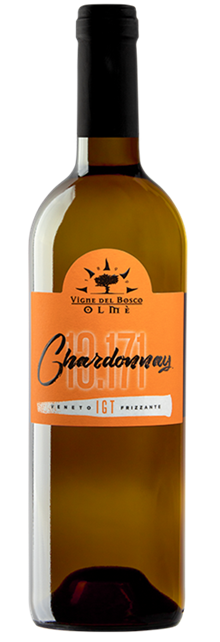 Vigne del Bosco
OLMÈ
10.171
Chardonnay
VENETO IGT FRIZZANTE